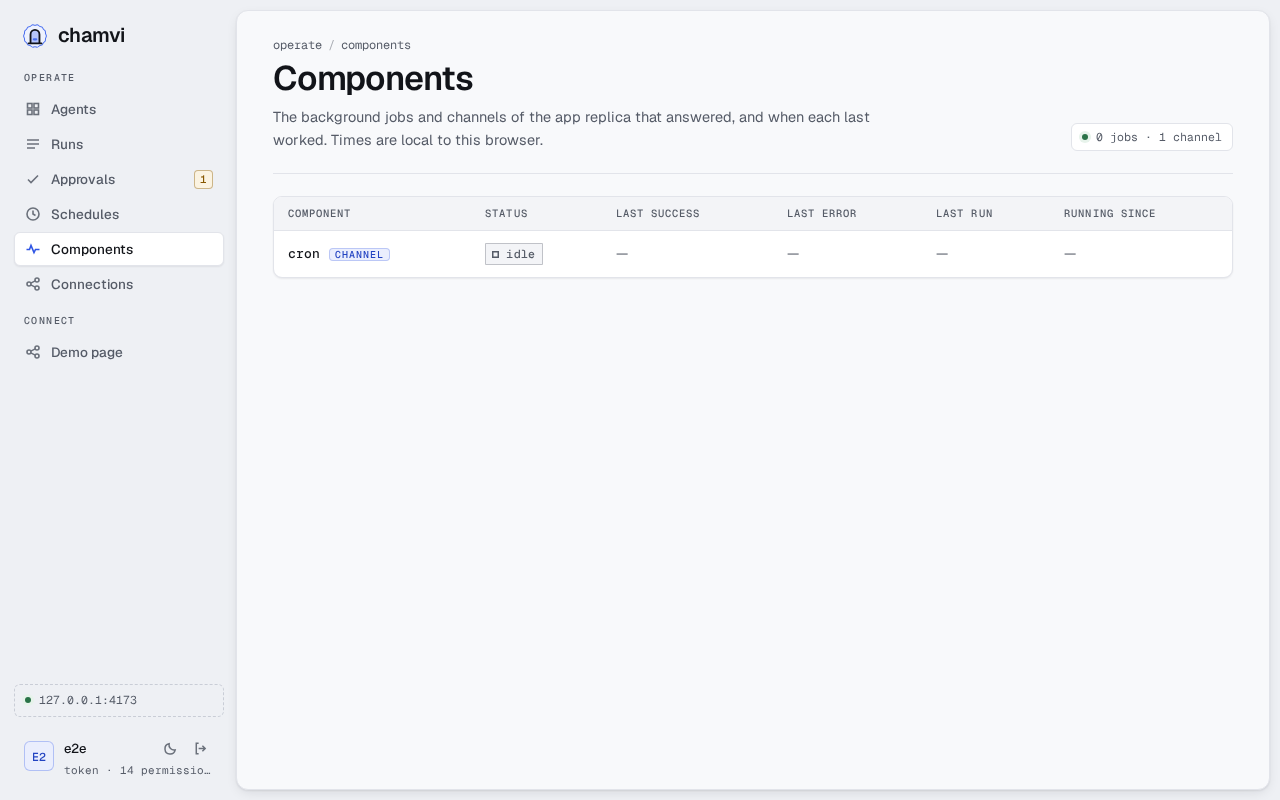 chamvi
OPERATE
Agents
Runs
Approvals 1
Schedules
Components
Connections
CONNECT
Demo page
127.0.0.1:4173
E2 e2e
token · 14 permissio…
operate / components
Components
The background jobs and channels of the app replica that answered, and when each last
worked. Times are local to this browser.
0 jobs · 1 channel
COMPONENT STATUS LAST SUCCESS LAST ERROR LAST RUN RUNNING SINCE
cron CHANNEL idle — — — —